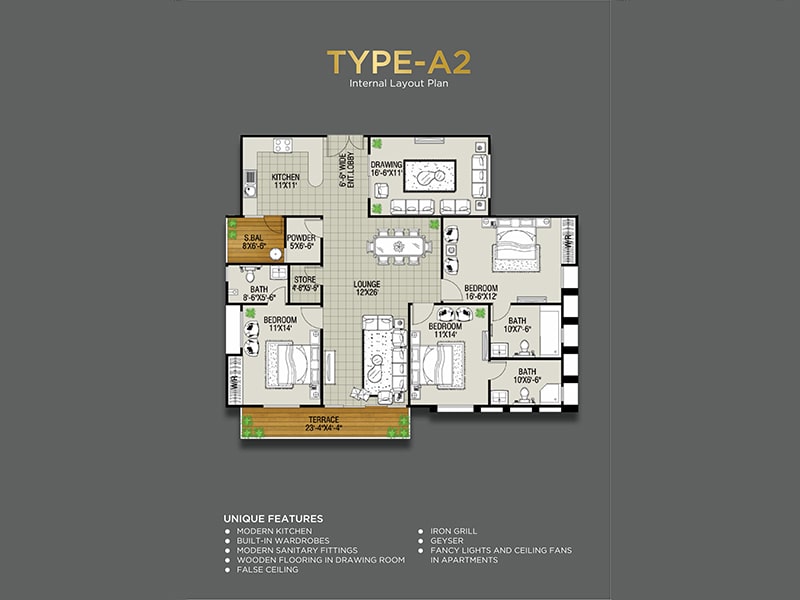 TYPE-A2
Internal Layout Plan
KITCHEN
11'X11'
6'-6" WIDE
ENT.LOBBY
DRAWING
16'-6"X11'
S.BAL
8'X6'-6"
POWDER
5'X6'-6"
BATH
8'-6"X5'-6"
STORE
4'-8"X5'-9"
LOUNGE
12'X26'
BEDROOM
16'-6"X12'
W/R
BEDROOM
11'X14'
W/R
BEDROOM
11'X14'
BATH
10'X7'-6"
BATH
10'X6'-6"
TERRACE
23'-4"X4'-4"
UNIQUE FEATURES
● MODERN KITCHEN
● BUILT-IN WARDROBES
● MODERN SANITARY FITTINGS
● WOODEN FLOORING IN DRAWING ROOM
● FALSE CEILING
● IRON GRILL
● GEYSER
● FANCY LIGHTS AND CEILING FANS
IN APARTMENTS